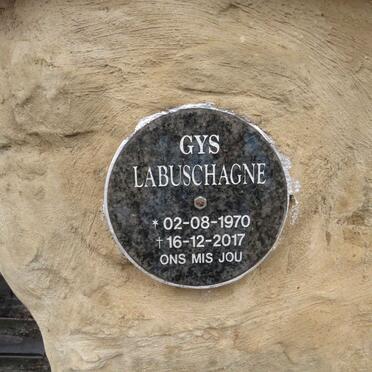 GYS
LABUSCHAGNE
* 02-08-1970
† 16-12-2017
ONS MIS JOU